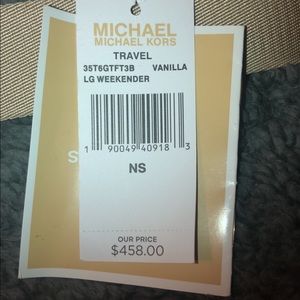 MICHAEL
MICHAEL KORS
TRAVEL
35T6GTFT3B VANILLA
LG WEEKENDER
1 90049 40918 3
NS
OUR PRICE
$458.00